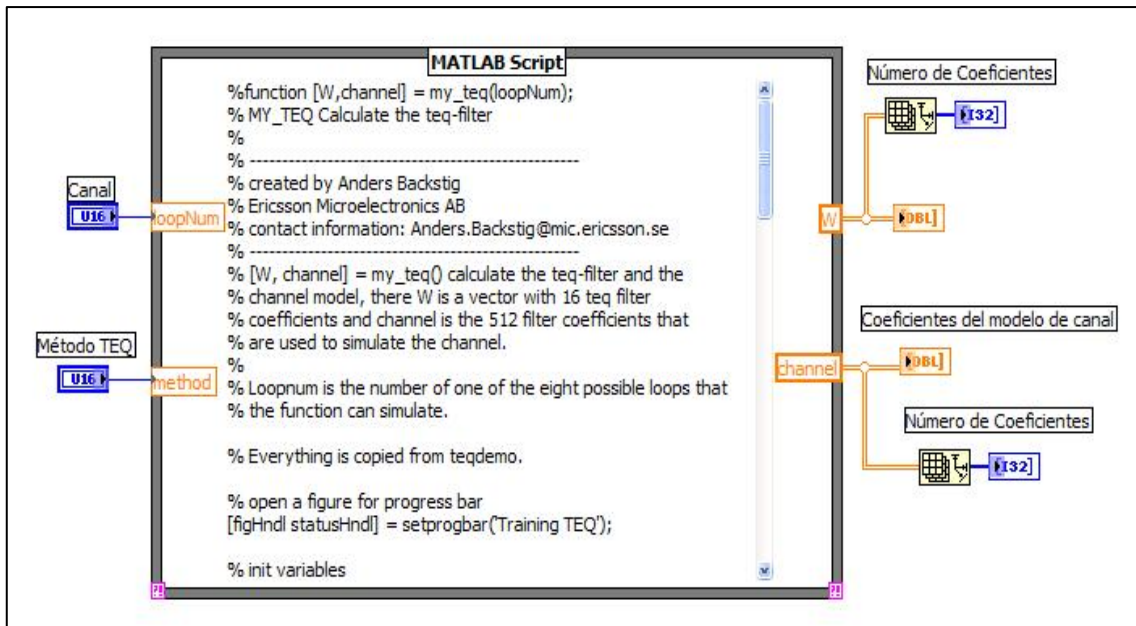 MATLAB Script
%function [W,channel] = my_teq(loopNum);
% MY_TEQ Calculate the teq-filter
%
% ---------------------------------------------------
% created by Anders Backstig
% Ericsson Microelectronics AB
% contact information: Anders.Backstig@mic.ericsson.se
% ---------------------------------------------------
% [W, channel] = my_teq() calculate the teq-filter and the
% channel model, there W is a vector with 16 teq filter
% coefficients and channel is the 512 filter coefficients that
% are used to simulate the channel.
%
% Loopnum is the number of one of the eight possible loops that
% the function can simulate.
% Everything is copied from teqdemo.
% open a figure for progress bar
[figHndl statusHndl] = setprogbar('Training TEQ');
% init variables
Canal
U16
loopNum
Método TEQ
U16
method
Número de Coeficientes
I32]
W
DBL]
Coeficientes del modelo de canal
channel
DBL]
Número de Coeficientes
I32]